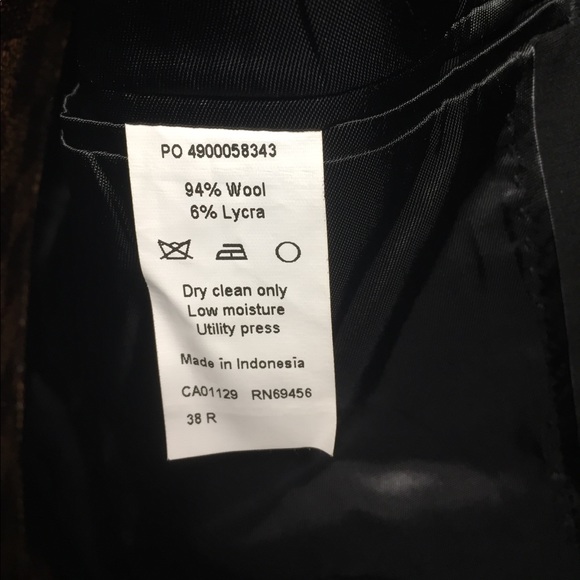 PO 4900058343
94% Wool
6% Lycra
Dry clean only
Low moisture
Utility press
Made in Indonesia
CA01129 RN69456
38 R